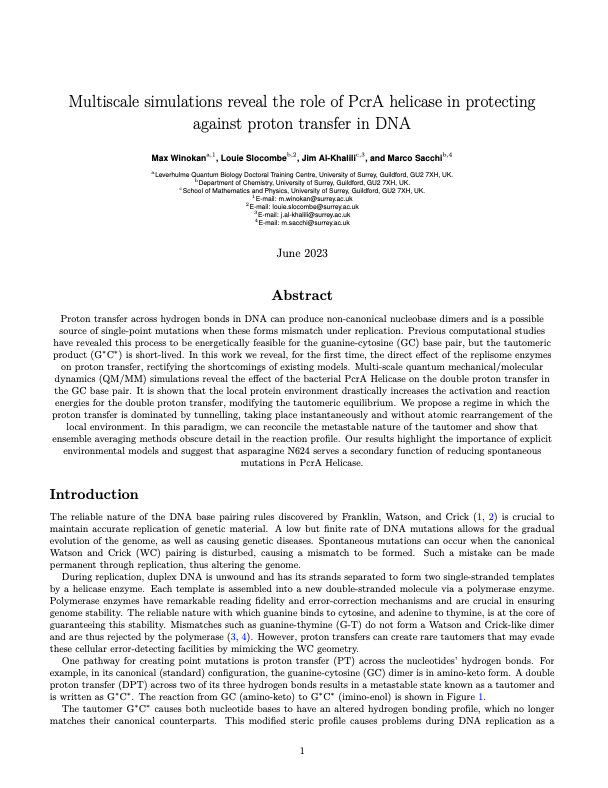 Multiscale simulations reveal the role of PcrA helicase in protecting
against proton transfer in DNA
Max Winokan^a,1, Louie Slocombe^b,2, Jim Al-Khalili^c,3, and Marco Sacchi^b,4
^a Leverhulme Quantum Biology Doctoral Training Centre, University of Surrey, Guildford, GU2 7XH, UK.
^b Department of Chemistry, University of Surrey, Guildford, GU2 7XH, UK.
^c School of Mathematics and Physics, University of Surrey, Guildford, GU2 7XH, UK.
^1 E-mail: m.winokan@surrey.ac.uk
^2 E-mail: louie.slocombe@surrey.ac.uk
^3 E-mail: j.al-khalili@surrey.ac.uk
^4 E-mail: m.sacchi@surrey.ac.uk
June 2023
Abstract
Proton transfer across hydrogen bonds in DNA can produce non-canonical nucleobase dimers and is a possible
source of single-point mutations when these forms mismatch under replication. Previous computational studies
have revealed this process to be energetically feasible for the guanine-cytosine (GC) base pair, but the tautomeric
product (G*C*) is short-lived. In this work we reveal, for the first time, the direct effect of the replisome enzymes
on proton transfer, rectifying the shortcomings of existing models. Multi-scale quantum mechanical/molecular
dynamics (QM/MM) simulations reveal the effect of the bacterial PcrA Helicase on the double proton transfer in
the GC base pair. It is shown that the local protein environment drastically increases the activation and reaction
energies for the double proton transfer, modifying the tautomeric equilibrium. We propose a regime in which the
proton transfer is dominated by tunnelling, taking place instantaneously and without atomic rearrangement of the
local environment. In this paradigm, we can reconcile the metastable nature of the tautomer and show that
ensemble averaging methods obscure detail in the reaction profile. Our results highlight the importance of explicit
environmental models and suggest that asparagine N624 serves a secondary function of reducing spontaneous
mutations in PcrA Helicase.
Introduction
The reliable nature of the DNA base pairing rules discovered by Franklin, Watson, and Crick (1, 2) is crucial to
maintain accurate replication of genetic material. A low but finite rate of DNA mutations allows for the gradual
evolution of the genome, as well as causing genetic diseases. Spontaneous mutations can occur when the canonical
Watson and Crick (WC) pairing is disturbed, causing a mismatch to be formed. Such a mistake can be made
permanent through replication, thus altering the genome.
During replication, duplex DNA is unwound and has its strands separated to form two single-stranded templates
by a helicase enzyme. Each template is assembled into a new double-stranded molecule via a polymerase enzyme.
Polymerase enzymes have remarkable reading fidelity and error-correction mechanisms and are crucial in ensuring
genome stability. The reliable nature with which guanine binds to cytosine, and adenine to thymine, is at the core of
guaranteeing this stability. Mismatches such as guanine-thymine (G-T) do not form a Watson and Crick-like dimer
and are thus rejected by the polymerase (3, 4). However, proton transfers can create rare tautomers that may evade
these cellular error-detecting facilities by mimicking the WC geometry.
One pathway for creating point mutations is proton transfer (PT) across the nucleotides' hydrogen bonds. For
example, in its canonical (standard) configuration, the guanine-cytosine (GC) dimer is in amino-keto form. A double
proton transfer (DPT) across two of its three hydrogen bonds results in a metastable state known as a tautomer and
is written as G*C*. The reaction from GC (amino-keto) to G*C* (imino-enol) is shown in Figure 1.
The tautomer G*C* causes both nucleotide bases to have an altered hydrogen bonding profile, which no longer
matches their canonical counterparts. This modified steric profile causes problems during DNA replication as a
1